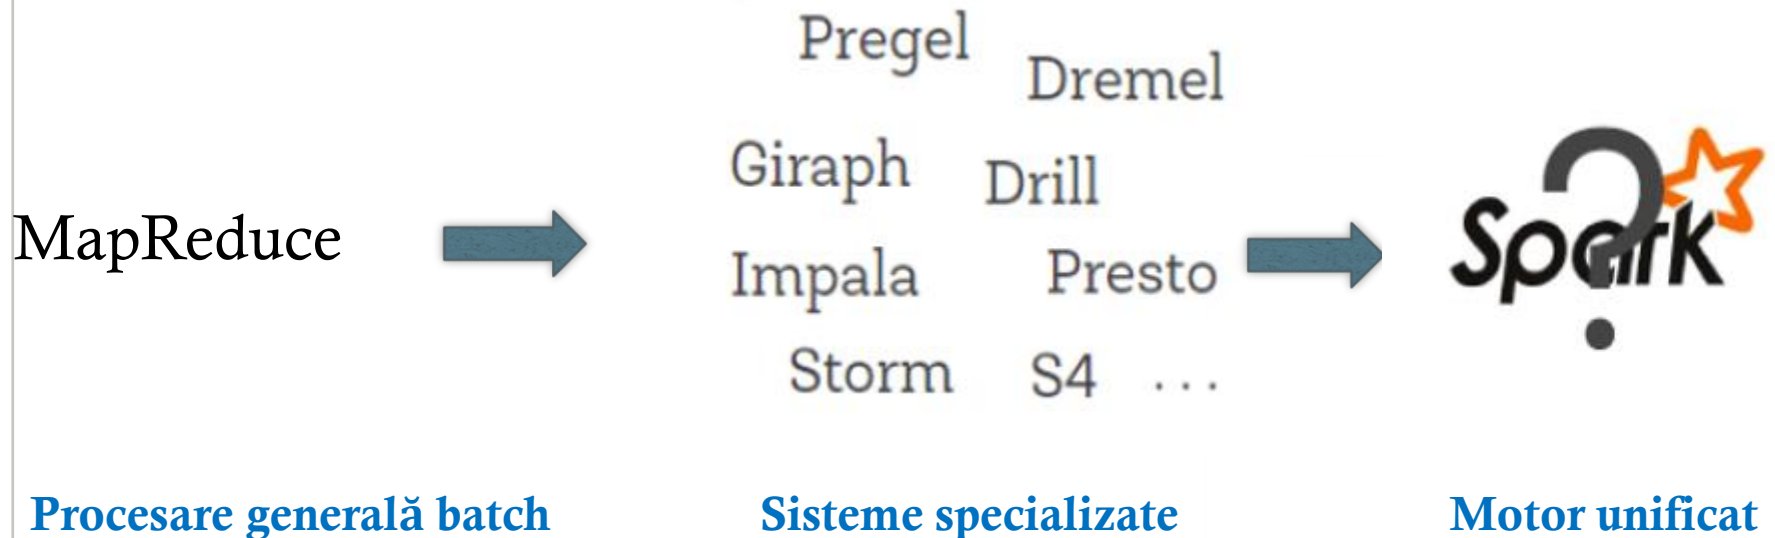 Pregel
Dremel
Giraph
Drill
MapReduce
Impala
Presto
Storm
S4 ...
Spark
?
Procesare generală batch
Sisteme specializate
Motor unificat